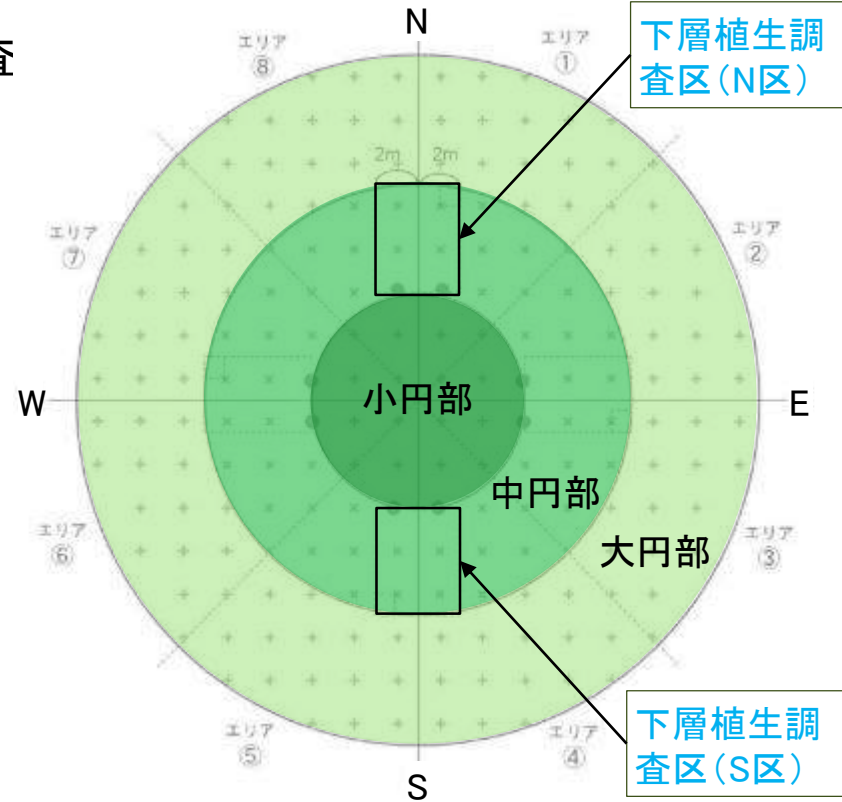 査
N
エリア
⑧
エリア
①
下層植生調
査区（N区）
2m
2m
エリア
⑦
エリア
②
W
小円部
E
中円部
大円部
エリア
⑥
エリア
③
下層植生調
査区（S区）
エリア
⑤
エリア
④
S